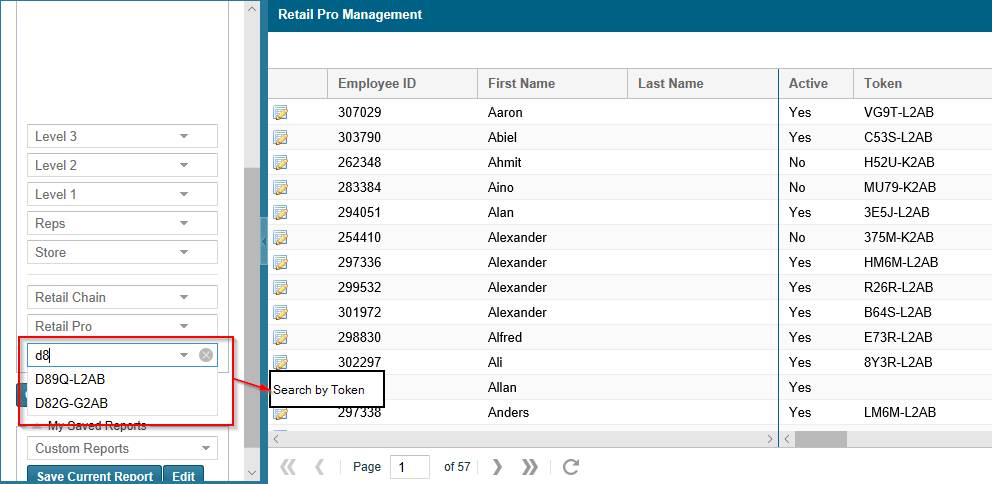 Retail Pro Management
Employee ID First Name Last Name Active Token
307029 Aaron Yes VG9T-L2AB
303790 Abiel Yes C53S-L2AB
262348 Ahmit No H52U-K2AB
283384 Aino No MU79-K2AB
294051 Alan Yes 3E5J-L2AB
254410 Alexander No 375M-K2AB
297336 Alexander Yes HM6M-L2AB
299532 Alexander Yes R26R-L2AB
301972 Alexander Yes B64S-L2AB
298830 Alfred Yes E73R-L2AB
302297 Ali Yes 8Y3R-L2AB
Allan Yes
297338 Anders Yes LM6M-L2AB
Page 1 of 57
Level 3
Level 2
Level 1
Reps
Store
Retail Chain
Retail Pro
d8
D89Q-L2AB
D82G-G2AB
Search by Token
My Saved Reports
Custom Reports
Save Current Report Edit